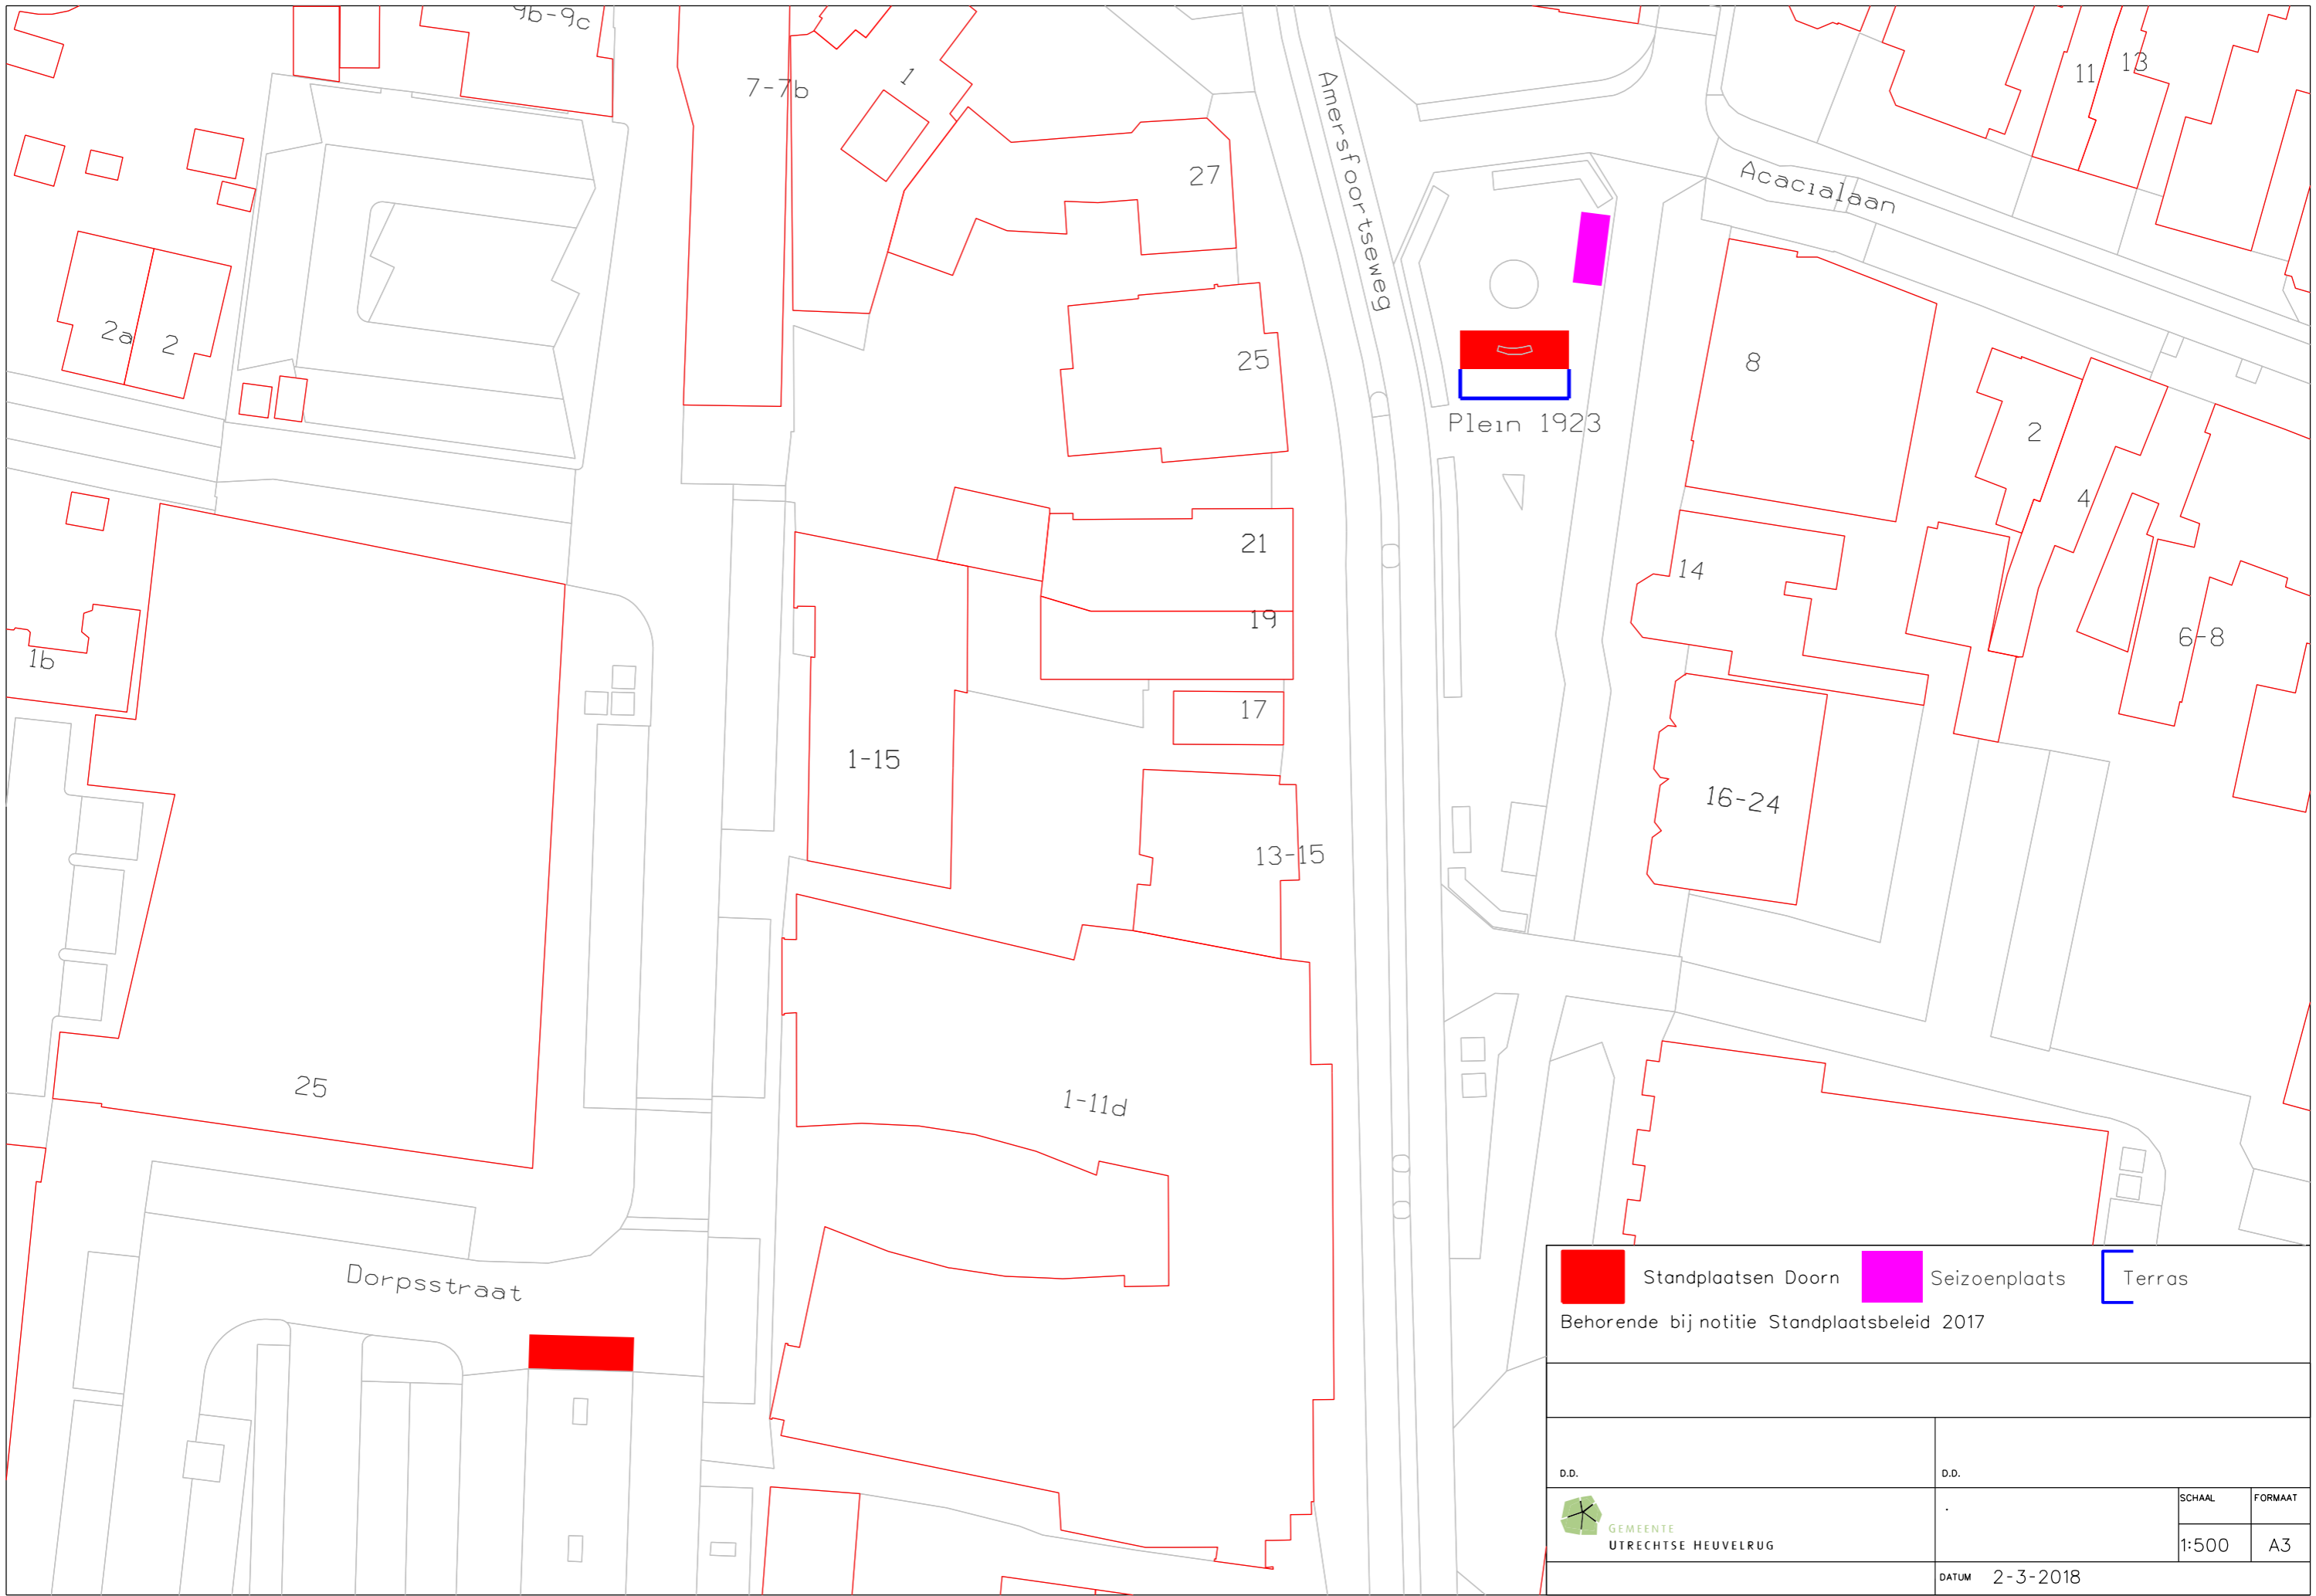 9b-9c
7-7b
1
11
13
27
Amersfoortseweg
Acacialaan
2a
2
25
8
Plein 1923
2
4
21
14
19
6-8
1b
17
1-15
16-24
13-15
25
1-11d
Dorpsstraat
Standplaatsen Doorn
Seizoenplaats
Terras
Behorende bij notitie Standplaatsbeleid 2017
D.D.
D.D.
GEMEENTE
UTRECHTSE HEUVELRUG
.
SCHAAL
FORMAAT
1:500
A3
DATUM 2-3-2018